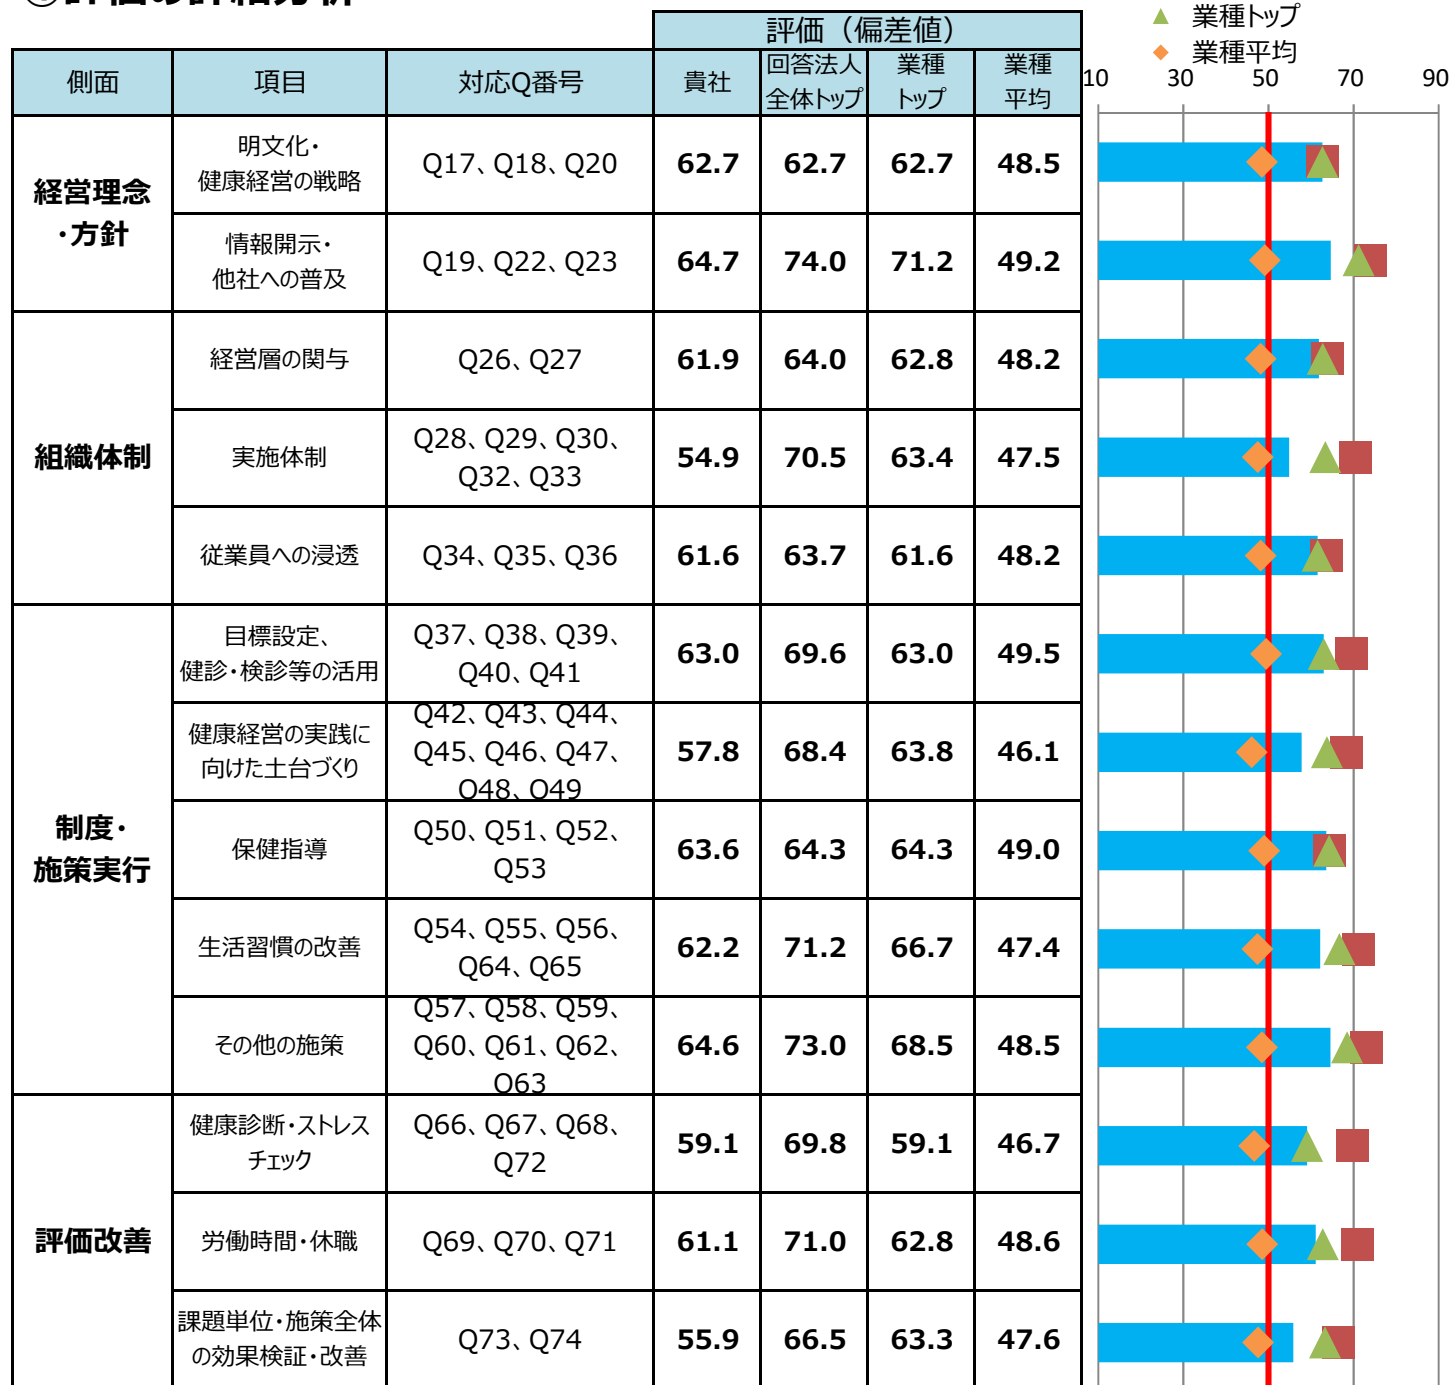 評価の詳細分析
▲ 業種トップ
◆ 業種平均
評価（偏差値）
側面 項目 対応Q番号 貴社 回答法人 業種 業種
全体トップ トップ 平均
10 30 50 70 90
経営理念
・方針
明文化・
健康経営の戦略
Q17、Q18、Q20 62.7 62.7 62.7 48.5
情報開示・
他社への普及
Q19、Q22、Q23 64.7 74.0 71.2 49.2
組織体制
経営層の関与 Q26、Q27 61.9 64.0 62.8 48.2
実施体制
Q28、Q29、Q30、
Q32、Q33
54.9 70.5 63.4 47.5
従業員への浸透 Q34、Q35、Q36 61.6 63.7 61.6 48.2
制度・
施策実行
目標設定、
健診・検診等の活用
Q37、Q38、Q39、
Q40、Q41
63.0 69.6 63.0 49.5
健康経営の実践に
向けた土台づくり
Q42、Q43、Q44、
Q45、Q46、Q47、
Q48、Q49
57.8 68.4 63.8 46.1
保健指導
Q50、Q51、Q52、
Q53
63.6 64.3 64.3 49.0
生活習慣の改善
Q54、Q55、Q56、
Q64、Q65
62.2 71.2 66.7 47.4
その他の施策
Q57、Q58、Q59、
Q60、Q61、Q62、
Q63
64.6 73.0 68.5 48.5
評価改善
健康診断・ストレス
チェック
Q66、Q67、Q68、
Q72
59.1 69.8 59.1 46.7
労働時間・休職 Q69、Q70、Q71 61.1 71.0 62.8 48.6
課題単位・施策全体
の効果検証・改善
Q73、Q74 55.9 66.5 63.3 47.6